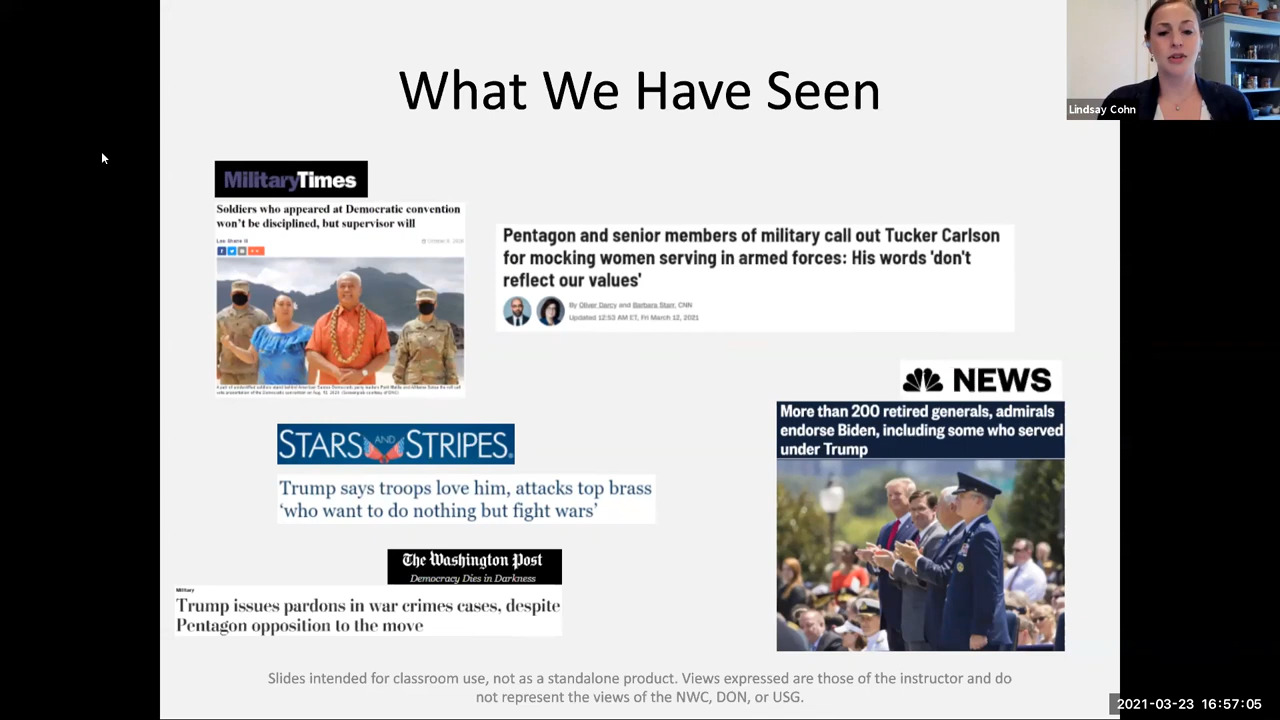 What We Have Seen
Lindsay Cohn
MilitaryTimes
Soldiers who appeared at Democratic convention
won't be disciplined, but supervisor will
Leo Shane III
Pentagon and senior members of military call out Tucker Carlson
for mocking women serving in armed forces: His words 'don't
reflect our values'
By Oliver Darcy and Barbara Starr, CNN
Updated 12:53 AM ET, Fri March 12, 2021
NEWS
More than 200 retired generals, admirals
endorse Biden, including some who served
under Trump
STARS AND STRIPES.
Trump says troops love him, attacks top brass
'who want to do nothing but fight wars'
The Washington Post
Democracy Dies in Darkness
Military
Trump issues pardons in war crimes cases, despite
Pentagon opposition to the move
Slides intended for classroom use, not as a standalone product. Views expressed are those of the instructor and do
not represent the views of the NWC, DON, or USG.
2021-03-23 16:57:05